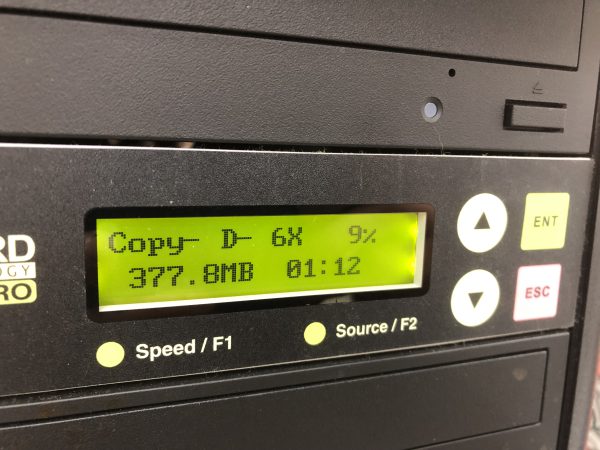 Copy- D- 6X 9%
377.8MB 01:12
ENT
ESC
Speed / F1
Source / F2